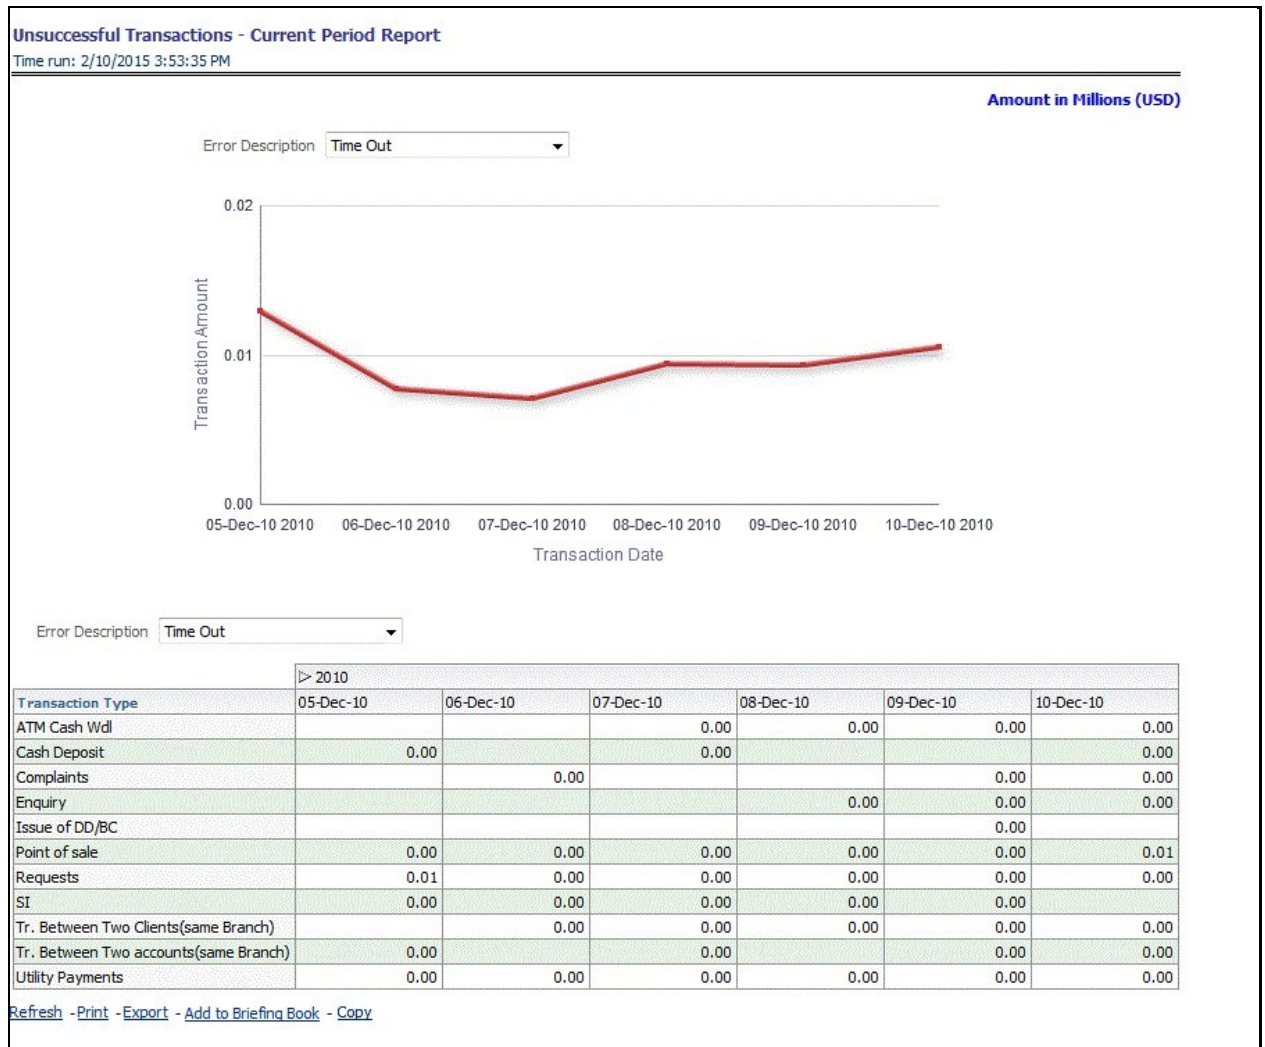 Unsuccessful Transactions - Current Period Report
Time run: 2/10/2015 3:53:35 PM
Amount in Millions (USD)
Error Description Time Out
0.02
0.01
0.00
Transaction Amount
05-Dec-10 2010 06-Dec-10 2010 07-Dec-10 2010 08-Dec-10 2010 09-Dec-10 2010 10-Dec-10 2010
Transaction Date
Error Description Time Out
2010
Transaction Type 05-Dec-10 06-Dec-10 07-Dec-10 08-Dec-10 09-Dec-10 10-Dec-10
ATM Cash Wdl 0.00 0.00 0.00 0.00
Cash Deposit 0.00 0.00 0.00
Complaints 0.00 0.00 0.00
Enquiry 0.00 0.00 0.00
Issue of DD/BC 0.00
Point of sale 0.00 0.00 0.00 0.00 0.00 0.01
Requests 0.01 0.00 0.00 0.00 0.00 0.00
SI 0.00 0.00 0.00 0.00 0.00
Tr. Between Two Clients(same Branch) 0.00 0.00 0.00 0.00 0.00
Tr. Between Two accounts(same Branch) 0.00 0.00 0.00 0.00
Utility Payments 0.00 0.00 0.00 0.00 0.00 0.00
Refresh - Print - Export - Add to Briefing Book - Copy